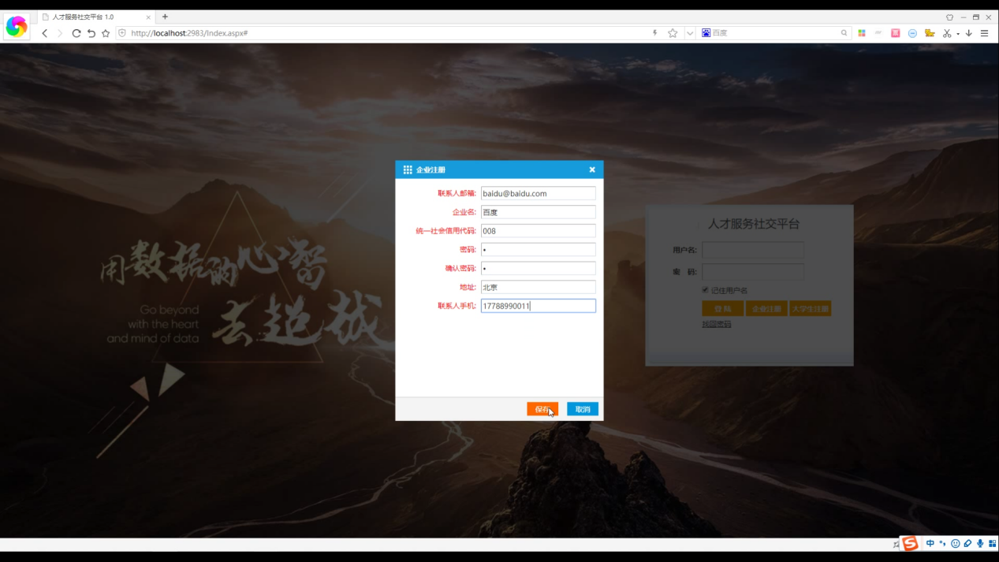 人才服务社交平台 1.0
http://localhost:2983/Index.aspx#
百度
企业注册
联系人邮箱: baidu@baidu.com
企业名: 百度
统一社会信用代码: 008
密码: •
确认密码: •
地址: 北京
联系人手机: 17788990011
保存
取消
用数据的心智
去超越
Go beyond
with the heart
and mind of data
人才服务社交平台
用户名:
密 码:
记住用户名
登 陆
企业注册
大学生注册
找回密码
中